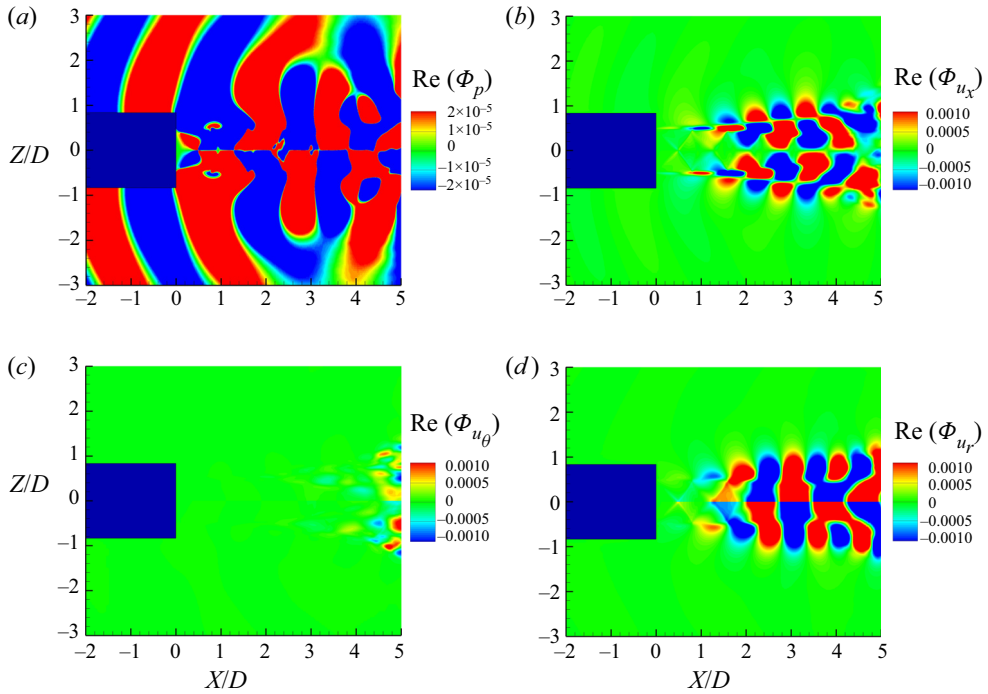 (a)
3
2
1
Z/D 0
–1
–2
–3
–2 –1 0 1 2 3 4 5
Re (Φp)
2×10–5
1×10–5
0
–1×10–5
–2×10–5
(b)
3
2
1
0
–1
–2
–3
–2 –1 0 1 2 3 4 5
Re (Φux)
0.0010
0.0005
0
–0.0005
–0.0010
(c)
3
2
1
Z/D 0
–1
–2
–3
–2 –1 0 1 2 3 4 5
X/D
Re (Φuθ)
0.0010
0.0005
0
–0.0005
–0.0010
(d)
3
2
1
0
–1
–2
–3
–2 –1 0 1 2 3 4 5
X/D
Re (Φur)
0.0010
0.0005
0
–0.0005
–0.0010